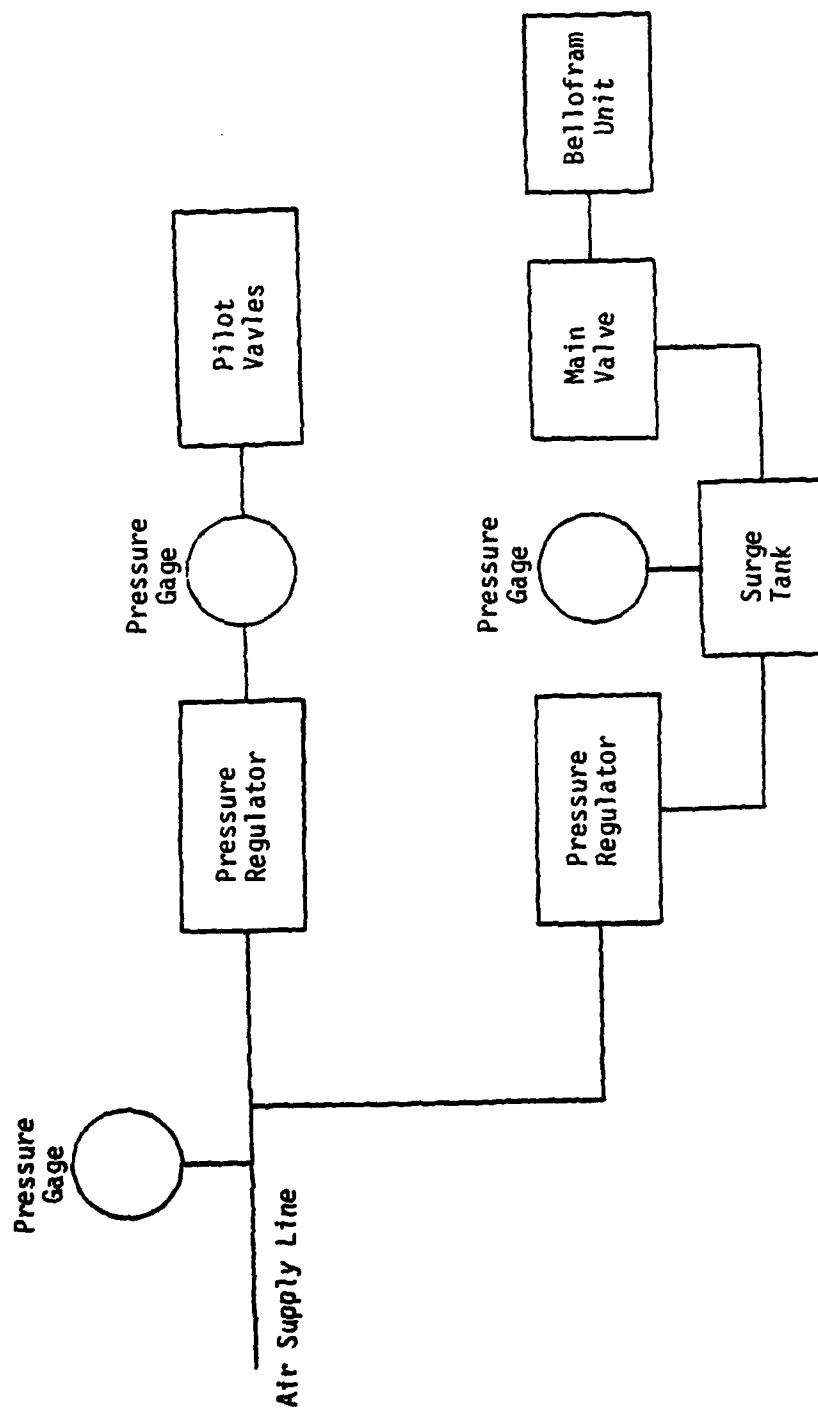 Pressure
Gage
Air Supply Line
Pressure
Regulator
Pressure
Gage
Pilot
Vavles
Pressure
Regulator
Pressure
Gage
Surge
Tank
Main
Valve
Bellofram
Unit